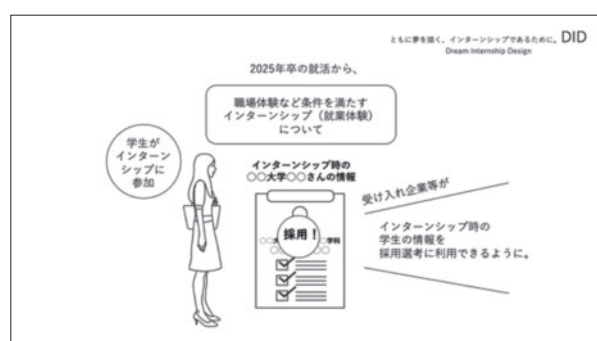 ともに夢を描く、インターンシップであるために。DID
Dream Internship Design
2025年卒の就活から、
職場体験など条件を満たす
インターンシップ（就業体験）
について
学生が
インターン
シップに
参加
インターンシップ時の
○○大学○○さんの情報
採用！
学科
受け入れ企業等が
インターンシップ時の
学生の情報を
採用選考に利用できるように。